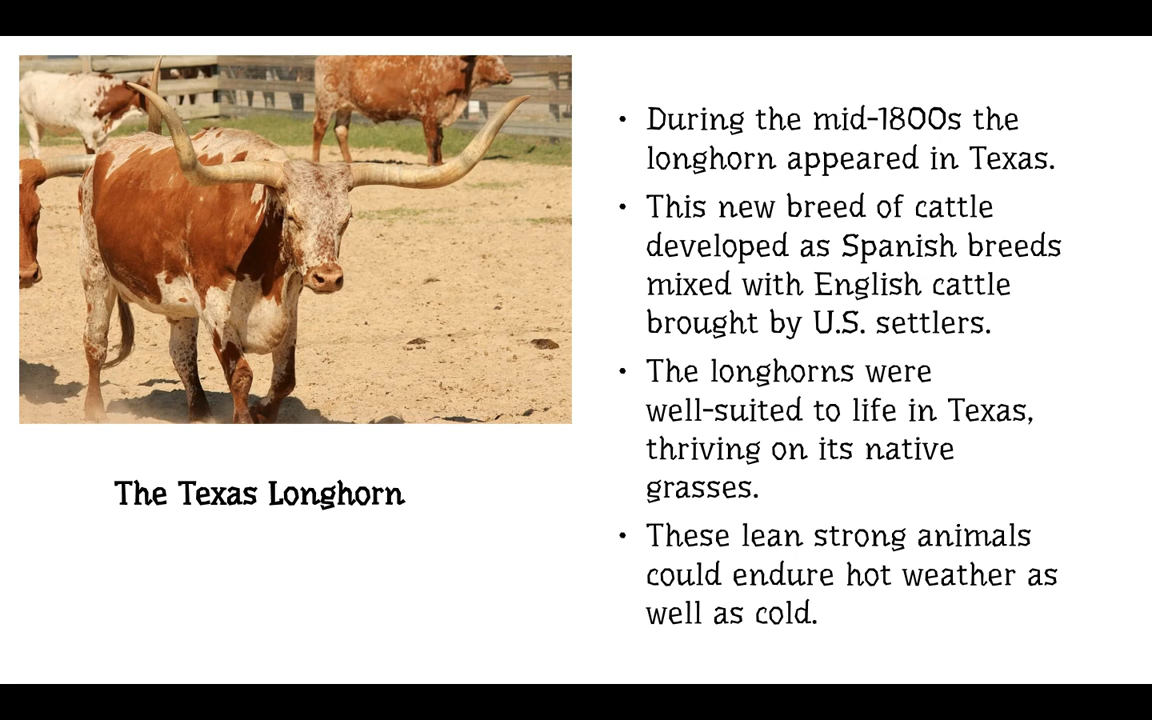 The Texas Longhorn
• During the mid-1800s the
longhorn appeared in Texas.
• This new breed of cattle
developed as Spanish breeds
mixed with English cattle
brought by U.S. settlers.
• The longhorns were
well-suited to life in Texas,
thriving on its native
grasses.
• These lean strong animals
could endure hot weather as
well as cold.